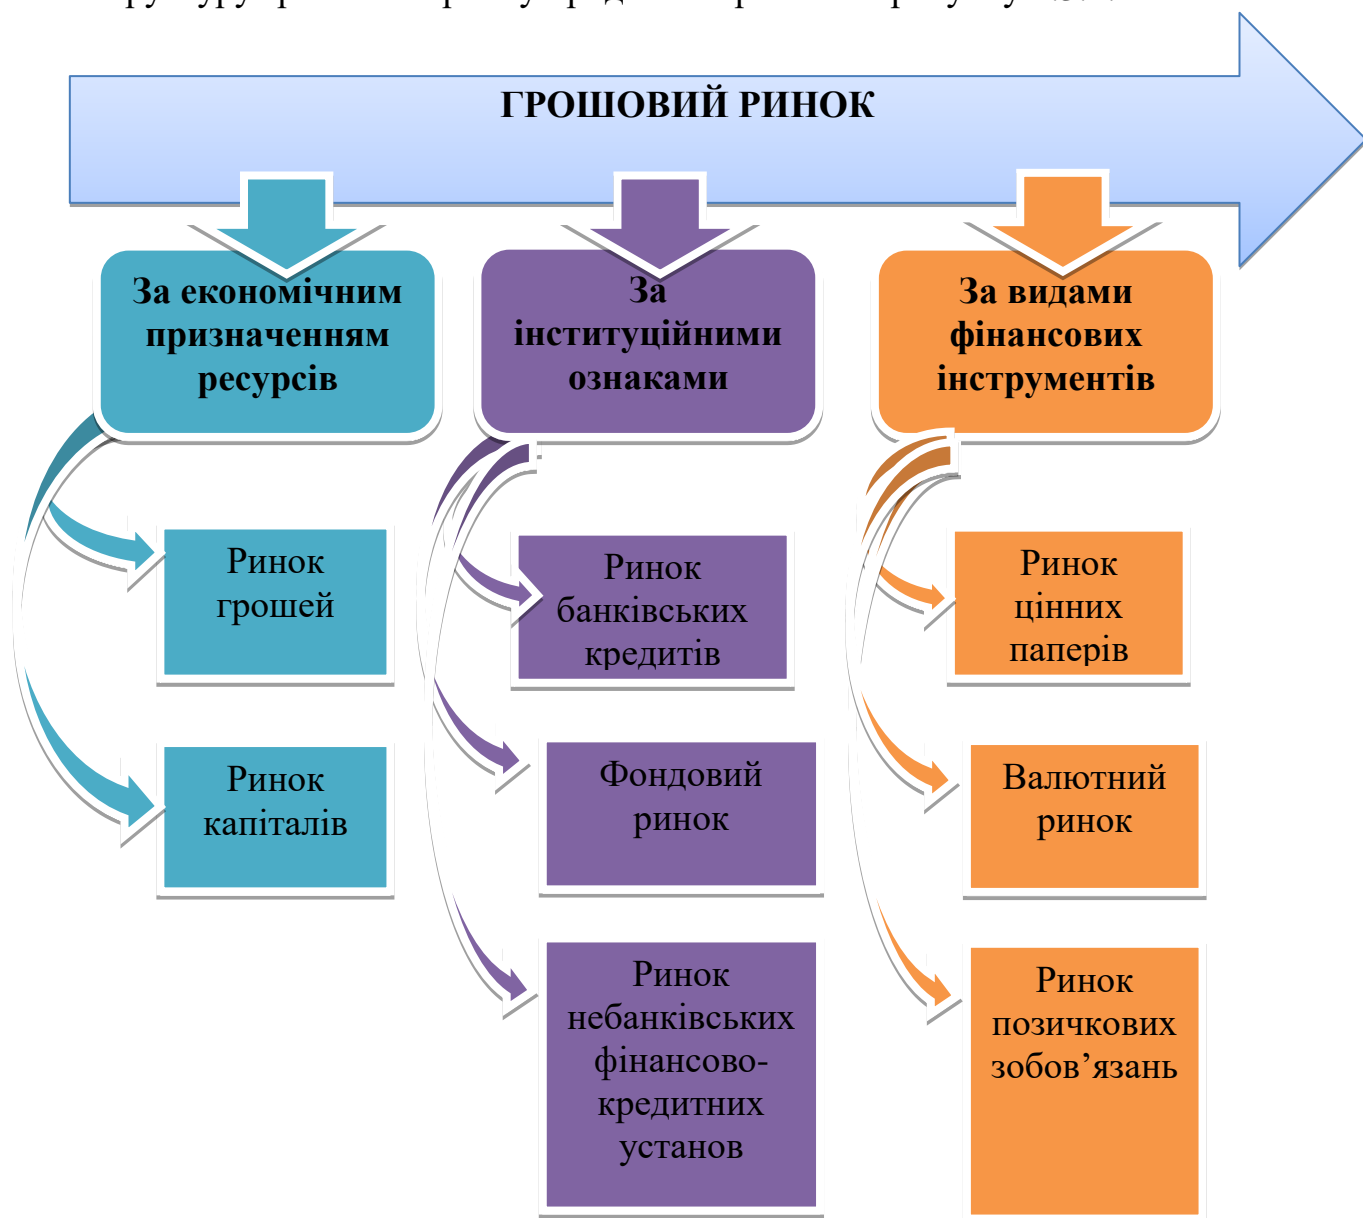 ГРОШОВИЙ РИНОК
За економічним
призначенням
ресурсів
За
інституційними
ознаками
За видами
фінансових
інструментів
Ринок
грошей
Ринок
банківських
кредитів
Ринок
цінних
паперів
Ринок
капіталів
Фондовий
ринок
Валютний
ринок
Ринок
небанківських
фінансово-
кредитних
установ
Ринок
позичкових
зобов’язань